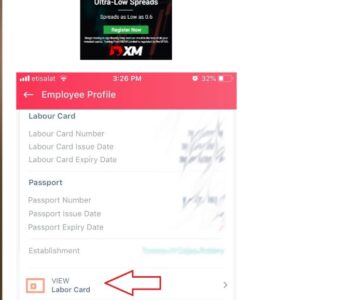 Ultra-Low Spreads
Spreads as Low as 0.6
Register Now
XM
etisalat 3:26 PM 32%
Employee Profile
Labour Card
Labour Card Number
Labour Card Issue Date
Labour Card Expiry Date
Passport
Passport Number
Passport Issue Date
Passport Expiry Date
Establishment
VIEW
Labor Card